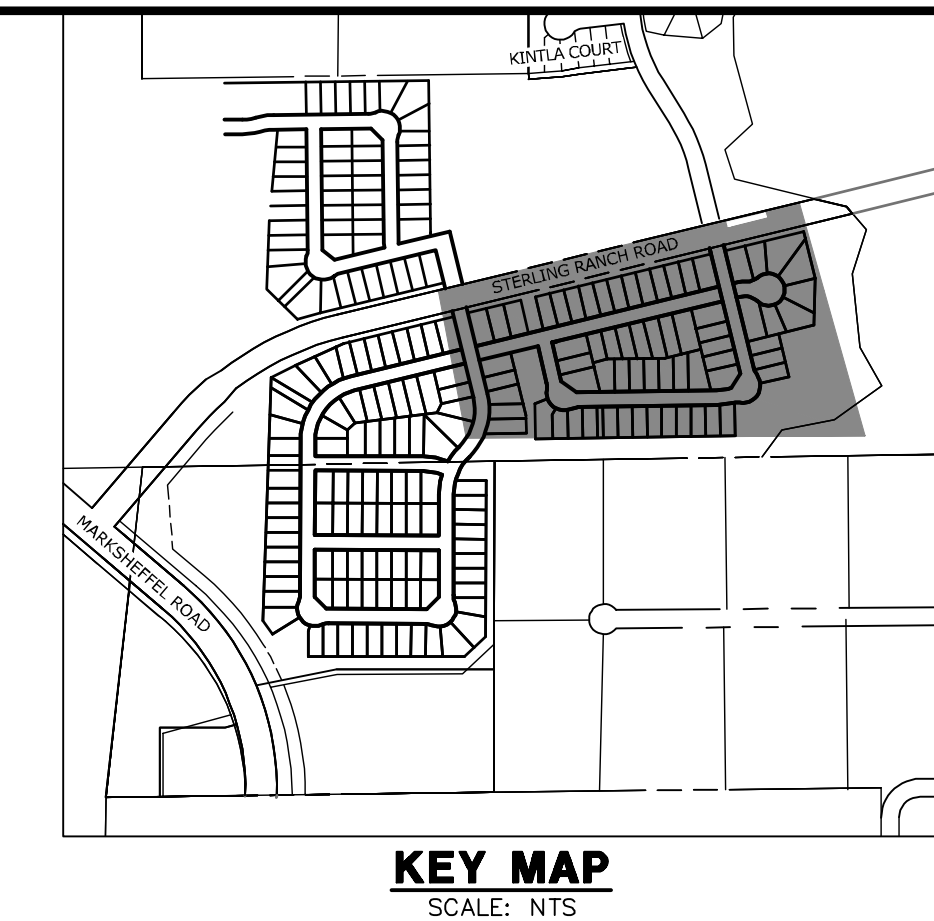 KINTLA COURT
STERLING RANCH ROAD
MARKSHEFFEL ROAD
KEY MAP
SCALE: NTS